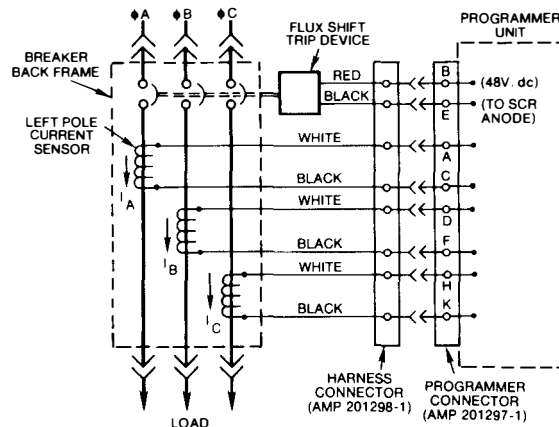 ϕA
ϕB
ϕC
FLUX SHIFT
TRIP DEVICE
PROGRAMMER
UNIT
BREAKER
BACK FRAME
RED
B
(48V. dc)
BLACK
E
(TO SCR
ANODE)
LEFT POLE
CURRENT
SENSOR
WHITE
A
I A
BLACK
C
WHITE
D
I B
BLACK
F
WHITE
H
I C
BLACK
K
LOAD
HARNESS
CONNECTOR
(AMP 201298-1)
PROGRAMMER
CONNECTOR
(AMP 201297-1)